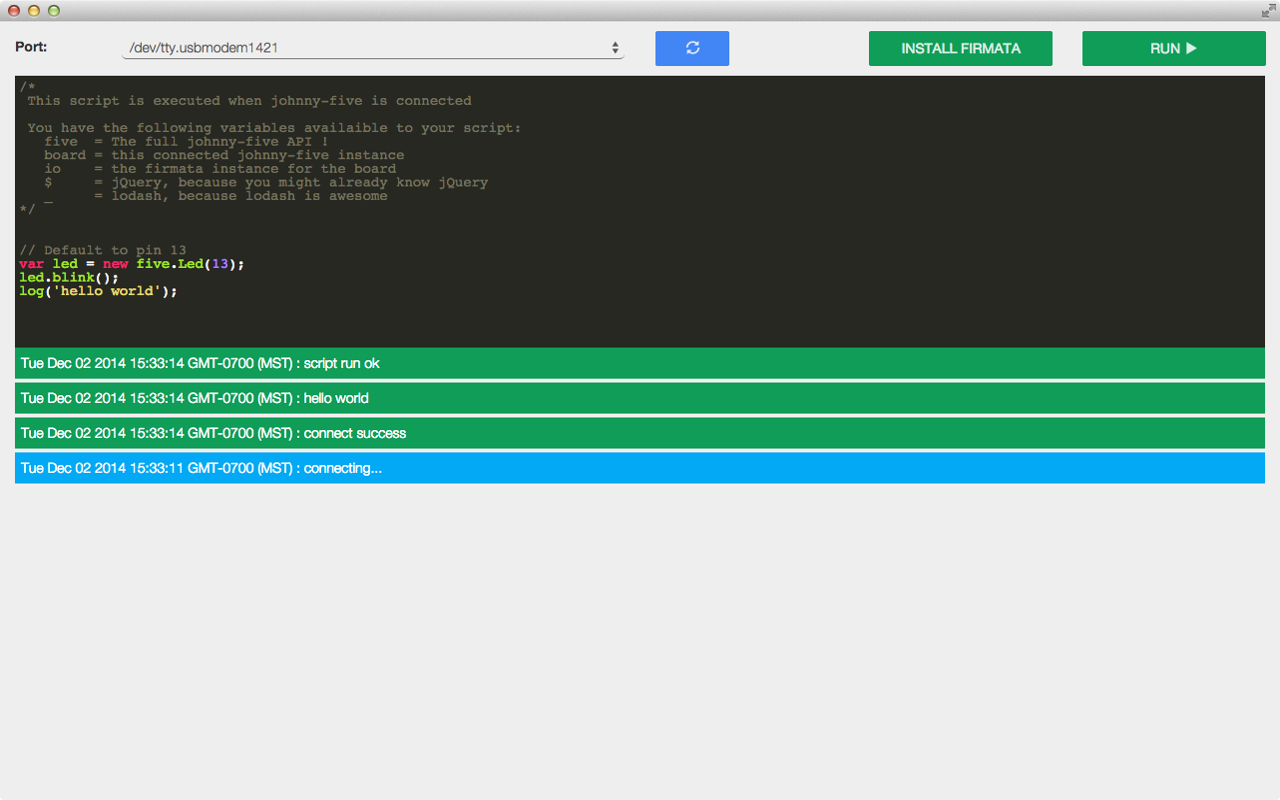 Port:
/dev/tty.usbmodem1421
INSTALL FIRMATA
RUN
/*
This script is executed when johnny-five is connected
You have the following variables availaible to your script:
five = The full johnny-five API !
board = this connected johnny-five instance
io = the firmata instance for the board
$ = jQuery, because you might already know jQuery
_ = lodash, because lodash is awesome
*/
// Default to pin 13
var led = new five.Led(13);
led.blink();
log('hello world');
Tue Dec 02 2014 15:33:14 GMT-0700 (MST) : script run ok
Tue Dec 02 2014 15:33:14 GMT-0700 (MST) : hello world
Tue Dec 02 2014 15:33:14 GMT-0700 (MST) : connect success
Tue Dec 02 2014 15:33:11 GMT-0700 (MST) : connecting...